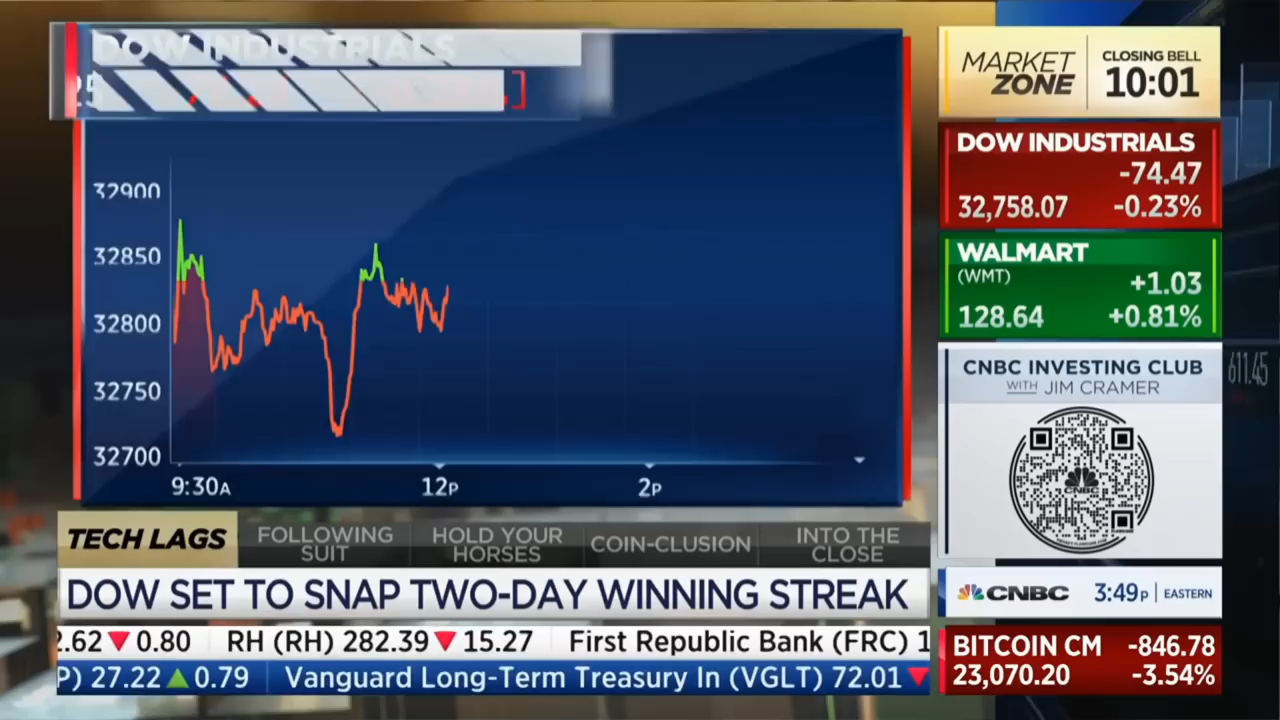 DOW INDUSTRIALS
32900
32850
32800
32750
32700
9:30A 12P 2P
TECH LAGS
FOLLOWING
SUIT
HOLD YOUR
HORSES
COIN-CLUSION
INTO THE
CLOSE
DOW SET TO SNAP TWO-DAY WINNING STREAK
2.62▼0.80 RH (RH) 282.39▼15.27 First Republic Bank (FRC) 1
P) 27.22▲0.79 Vanguard Long-Term Treasury In (VGLT) 72.01▼
MARKET
ZONE
CLOSING BELL
10:01
DOW INDUSTRIALS
-74.47
32,758.07 -0.23%
WALMART
(WMT) +1.03
128.64 +0.81%
CNBC INVESTING CLUB
WITH JIM CRAMER
CNBC
611.45
CNBC 3:49P EASTERN
BITCOIN CM -846.78
23,070.20 -3.54%